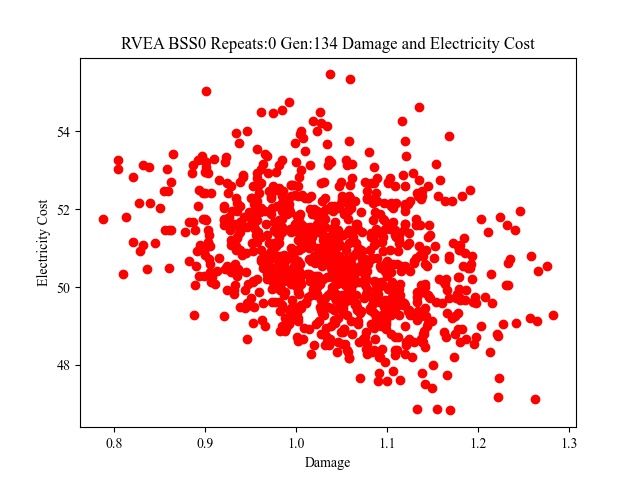 RVEA BSS0 Repeats:0 Gen:134 Damage and Electricity Cost
54
52
50
48
Electricity Cost
0.8 0.9 1.0 1.1 1.2 1.3
Damage